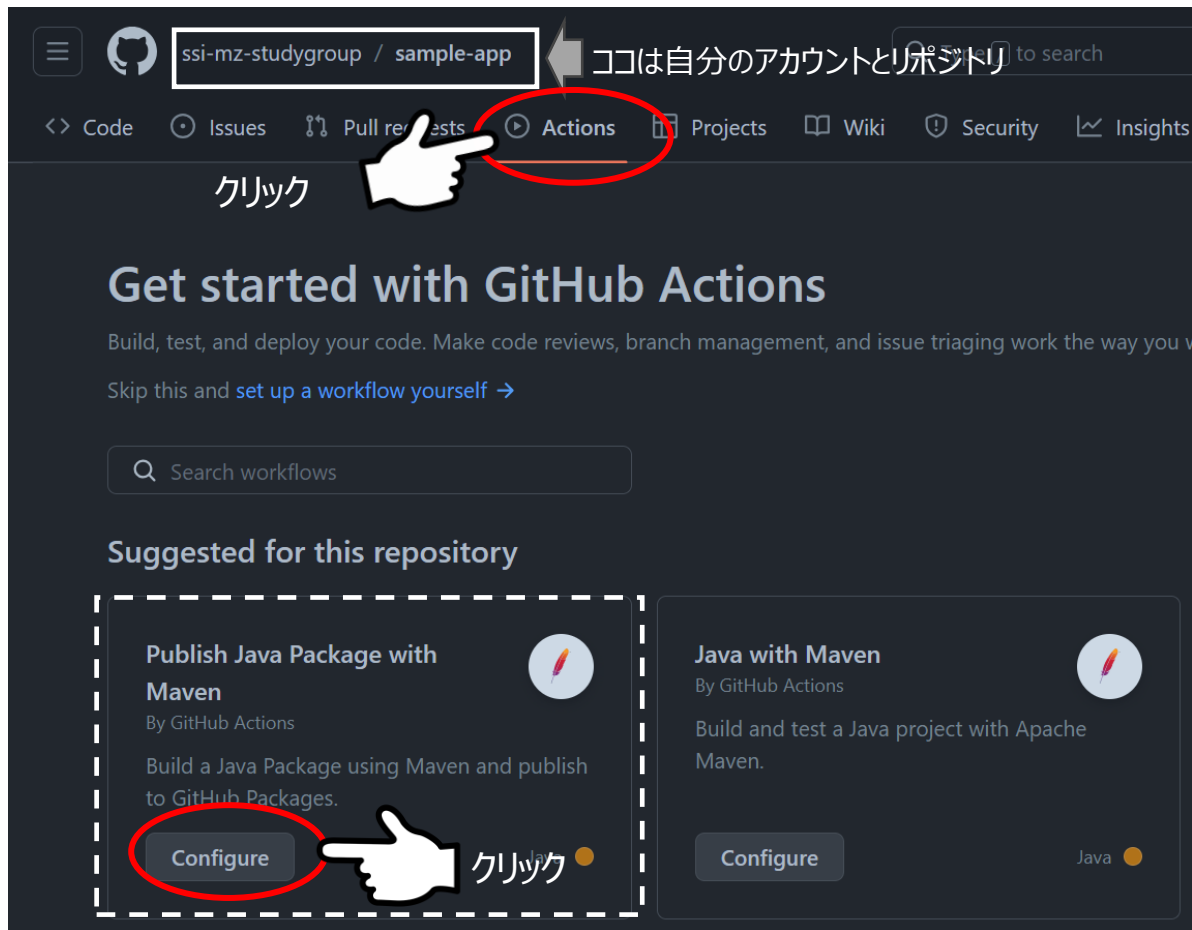 ssi-mz-studygroup / sample-app
ココは自分のアカウントとリポジトリ
Type / to search
Code Issues Pull requests Actions Projects Wiki Security Insights
クリック
Get started with GitHub Actions
Build, test, and deploy your code. Make code reviews, branch management, and issue triaging work the way you
Skip this and set up a workflow yourself →
Search workflows
Suggested for this repository
Publish Java Package with
Maven
By GitHub Actions
Build a Java Package using Maven and publish
to GitHub Packages.
Configure
クリック
Java
Java with Maven
By GitHub Actions
Build and test a Java project with Apache
Maven.
Configure
Java